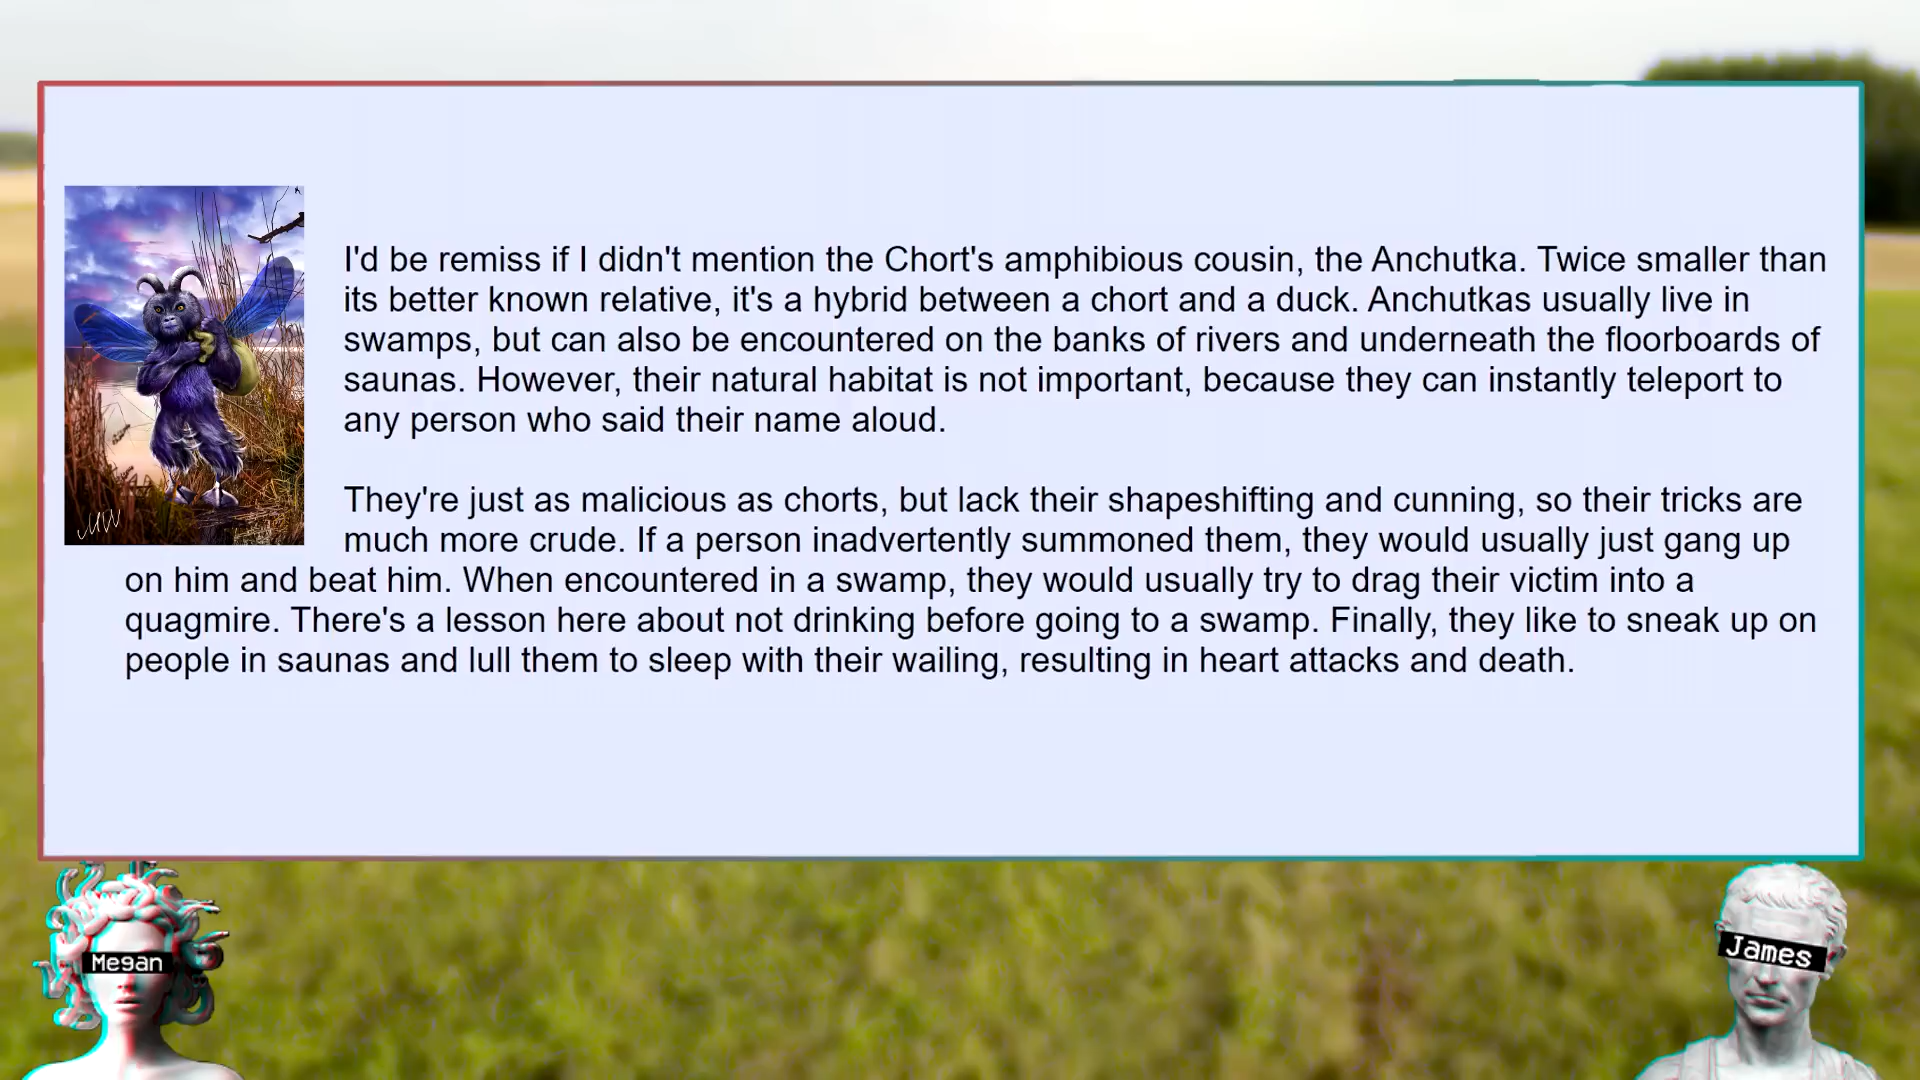 I'd be remiss if I didn't mention the Chort's amphibious cousin, the Anchutka. Twice smaller than
its better known relative, it's a hybrid between a chort and a duck. Anchutkas usually live in
swamps, but can also be encountered on the banks of rivers and underneath the floorboards of
saunas. However, their natural habitat is not important, because they can instantly teleport to
any person who said their name aloud.
They're just as malicious as chorts, but lack their shapeshifting and cunning, so their tricks are
much more crude. If a person inadvertently summoned them, they would usually just gang up
on him and beat him. When encountered in a swamp, they would usually try to drag their victim into a
quagmire. There's a lesson here about not drinking before going to a swamp. Finally, they like to sneak up on
people in saunas and lull them to sleep with their wailing, resulting in heart attacks and death.
MW
Megan
James